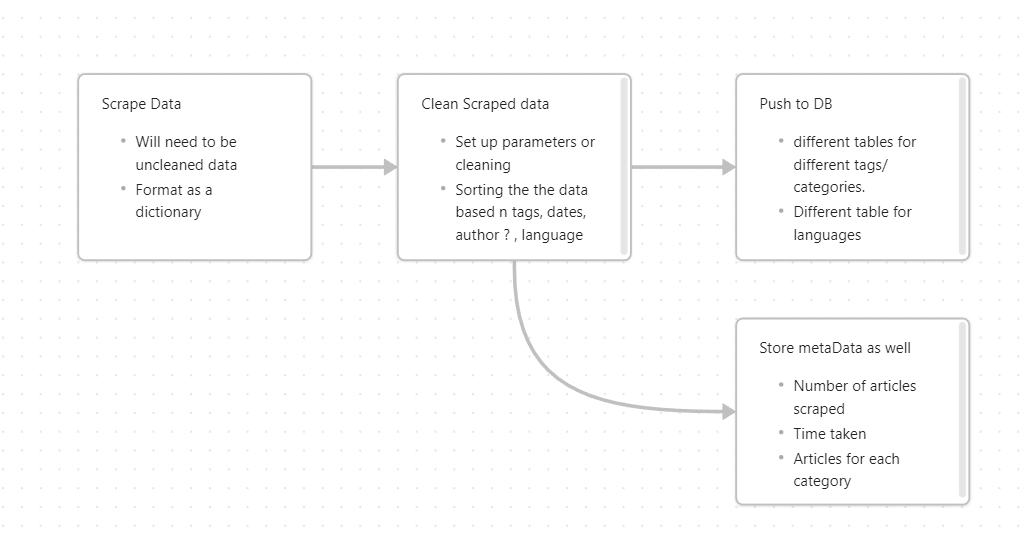 Scrape Data
Will need to be
uncleaned data
Format as a
dictionary
Clean Scraped data
Set up parameters or
cleaning
Sorting the the data
based n tags, dates,
author ? , language
Push to DB
different tables for
different tags/
categories.
Different table for
languages
Store metaData as well
Number of articles
scraped
Time taken
Articles for each
category